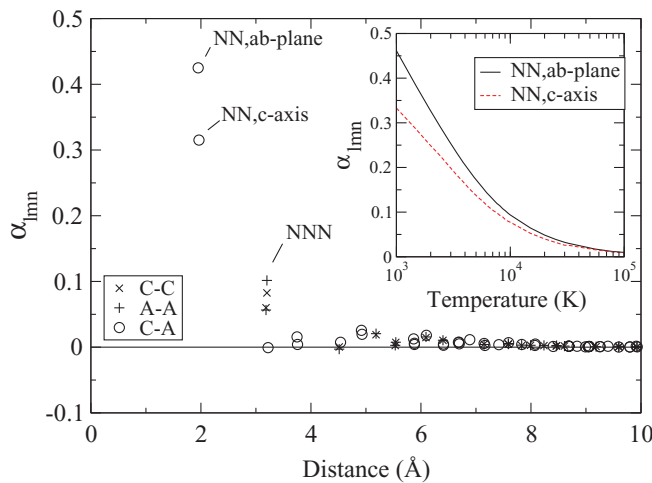 0.5
0.4
0.3
0.2
0.1
0
-0.1
α_lmn
NN,ab-plane
NN,c-axis
NNN
C-C
A-A
C-A
0 2 4 6 8 10
Distance (Å)
0.5
0.4
0.3
0.2
0.1
0
α_lmn
NN,ab-plane
NN,c-axis
10^3 10^4 10^5
Temperature (K)